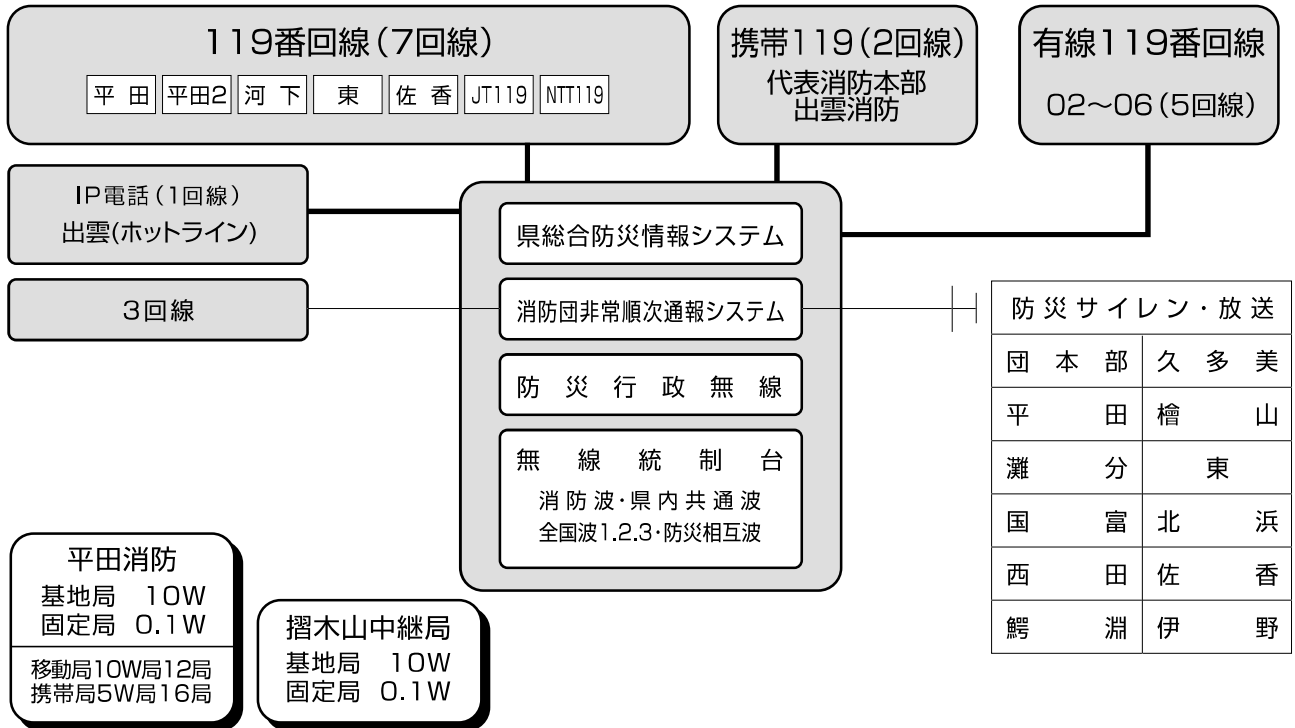 119番回線(7回線)
平田 平田2 河下 東 佐香 JT119 NTT119
携帯119(2回線)
代表消防本部
出雲消防
有線119番回線
02～06(5回線)
IP電話(1回線)
出雲(ホットライン)
3回線
県総合防災情報システム
消防団非常順次通報システム
防災行政無線
無線統制台
消防波・県内共通波
全国波1.2.3・防災相互波
防災サイレン・放送
団本部 久多美
平田 檜山
灘分 東
国富 北浜
西田 佐香
鰐淵 伊野
平田消防
基地局 10W
固定局 0.1W
移動局10W局12局
携帯局5W局16局
摺木山中継局
基地局 10W
固定局 0.1W